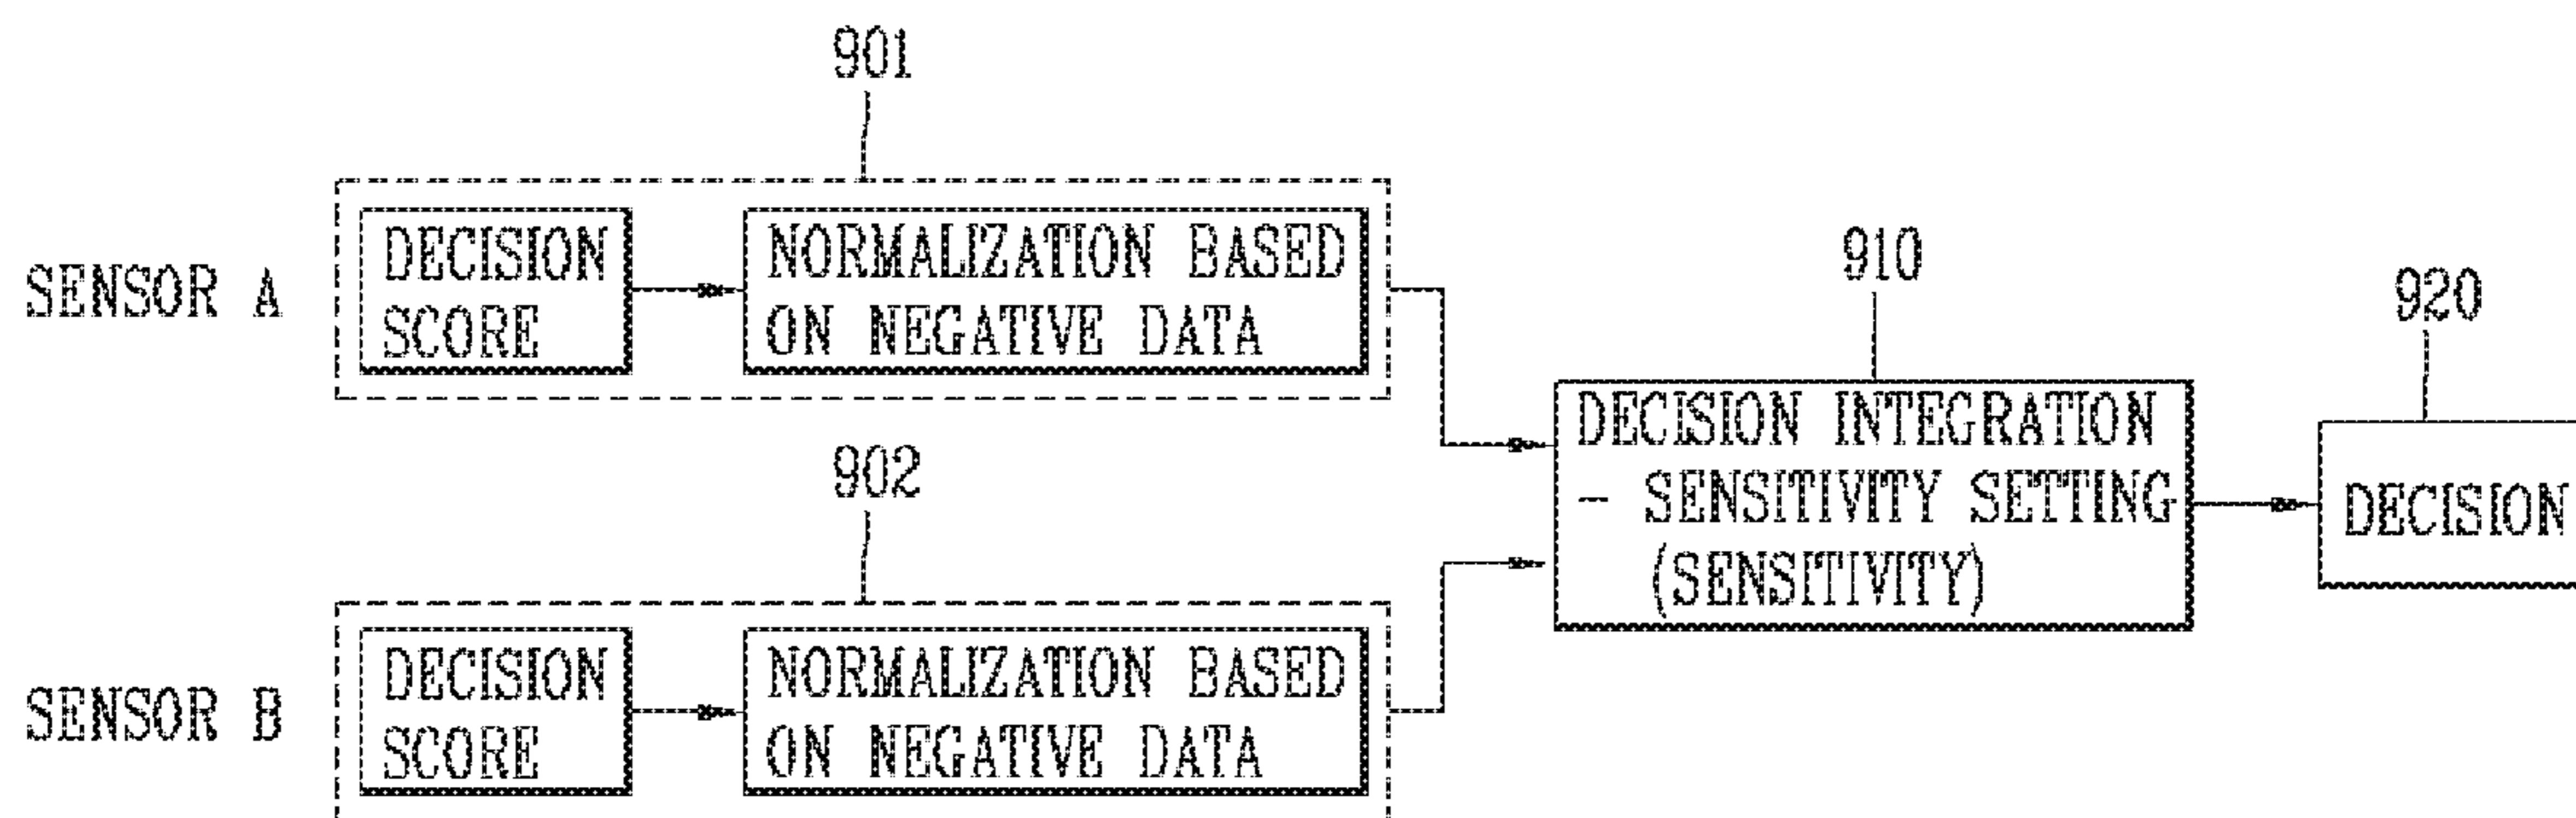 901
SENSOR A
DECISION
SCORE
NORMALIZATION BASED
ON NEGATIVE DATA
902
SENSOR B
DECISION
SCORE
NORMALIZATION BASED
ON NEGATIVE DATA
910
DECISION INTEGRATION
- SENSITIVITY SETTING
(SENSITIVITY)
920
DECISION